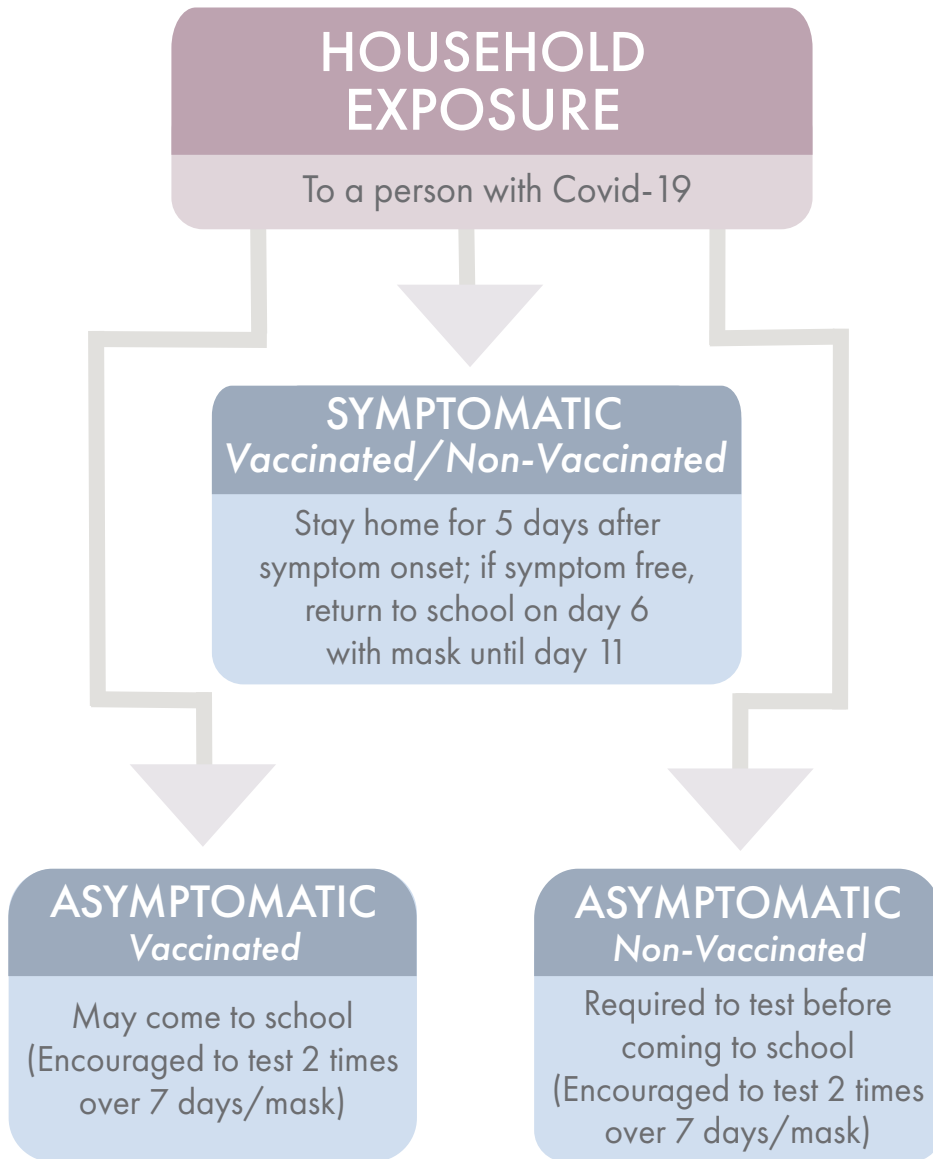 HOUSEHOLD
EXPOSURE
To a person with Covid-19
SYMPTOMATIC
Vaccinated/Non-Vaccinated
Stay home for 5 days after
symptom onset; if symptom free,
return to school on day 6
with mask until day 11
ASYMPTOMATIC
Vaccinated
May come to school
(Encouraged to test 2 times
over 7 days/mask)
ASYMPTOMATIC
Non-Vaccinated
Required to test before
coming to school
(Encouraged to test 2 times
over 7 days/mask)